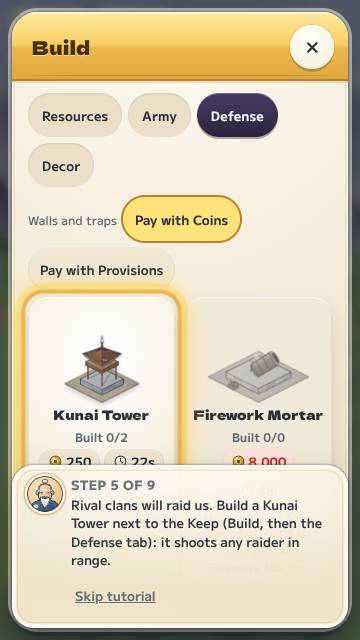 Build
Resources
Army
Defense
Decor
Walls and traps
Pay with Coins
Pay with Provisions
Kunai Tower
Built 0/2
250
22s
Firework Mortar
Built 0/0
8,000
STEP 5 OF 9
Rival clans will raid us. Build a Kunai
Tower next to the Keep (Build, then the
Defense tab): it shoots any raider in
range.
Skip tutorial